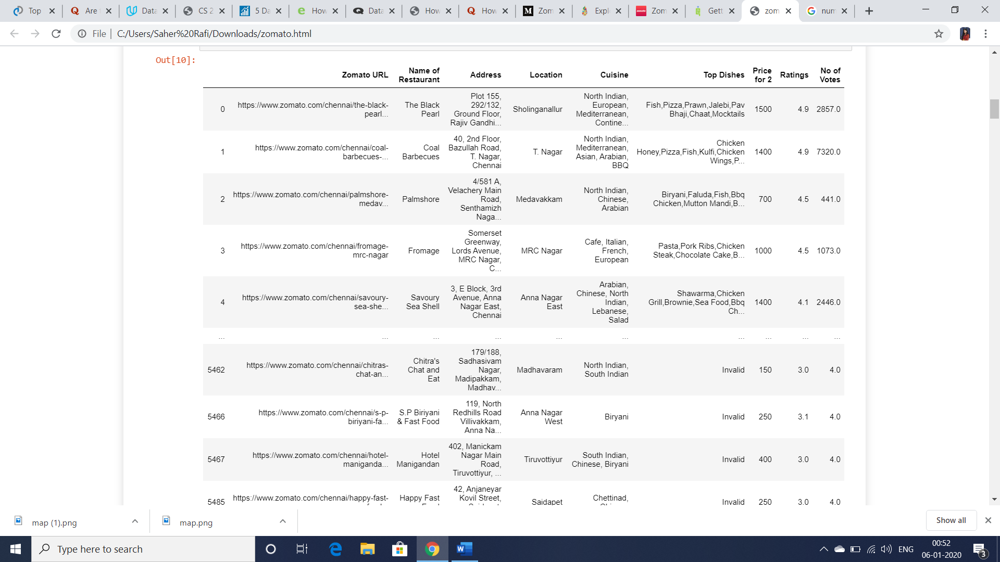 Top
Are
Data
CS 2
5 Da
How
Data
How
How
Zom
Expl
Zom
Gett
zom
num
File
C:/Users/Saher%20Rafi/Downloads/zomato.html
Out[10]:
Zomato URL
Name of
Restaurant
Address
Location
Cuisine
Top Dishes
Price
for 2
Ratings
No of
Votes
0
https://www.zomato.com/chennai/the-black-
pearl...
The Black
Pearl
Plot 155,
292/132,
Ground Floor,
Rajiv Gandhi...
Sholinganallur
North Indian,
European,
Mediterranean,
Contine...
Fish,Pizza,Prawn,Jalebi,Pav
Bhaji,Chaat,Mocktails
1500
4.9
2857.0
1
https://www.zomato.com/chennai/coal-
barbecues-...
Coal
Barbecues
40, 2nd Floor,
Bazullah Road,
T. Nagar,
Chennai
T. Nagar
North Indian,
Mediterranean,
Asian, Arabian,
BBQ
Chicken
Honey,Pizza,Fish,Kulfi,Chicken
Wings,P...
1400
4.9
7320.0
2
https://www.zomato.com/chennai/palmshore-
medav...
Palmshore
4/581 A,
Velachery Main
Road,
Senthamizh
Naga...
Medavakkam
North Indian,
Chinese,
Arabian
Biryani,Faluda,Fish,Bbq
Chicken,Mutton Mandi,B...
700
4.5
441.0
3
https://www.zomato.com/chennai/fromage-
mrc-nagar
Fromage
Somerset
Greenway,
Lords Avenue,
MRC Nagar,
C...
MRC Nagar
Cafe, Italian,
French,
European
Pasta,Pork Ribs,Chicken
Steak,Chocolate Cake,B...
1000
4.5
1073.0
4
https://www.zomato.com/chennai/savoury-
sea-she...
Savoury
Sea Shell
3, E Block, 3rd
Avenue, Anna
Nagar East,
Chennai
Anna Nagar
East
Arabian,
Chinese, North
Indian,
Lebanese,
Salad
Shawarma,Chicken
Grill,Brownie,Sea Food,Bbq
Ch...
1400
4.1
2446.0
... ... ... ... ... ... ... ... ... ...
5462
https://www.zomato.com/chennai/chitras-
chat-an...
Chitra's
Chat and
Eat
179/188,
Sadhasivam
Nagar,
Madipakkam,
Madhav...
Madhavaram
North Indian,
South Indian
Invalid
150
3.0
4.0
5466
https://www.zomato.com/chennai/s-p-
biriyani-fa...
S.P Biriyani
& Fast Food
119, North
Redhills Road
Villivakkam,
Anna Na...
Anna Nagar
West
Biryani
Invalid
250
3.1
4.0
5467
https://www.zomato.com/chennai/hotel-
maniganda...
Hotel
Manigandan
402, Manickam
Nagar Main
Road,
Tiruvottiyur, ...
Tiruvottiyur
South Indian,
Chinese, Biryani
Invalid
400
3.0
4.0
5485
https://www.zomato.com/chennai/happy-fast-
Happy Fast
42, Anjaneyar
Kovil Street,
Saidapet
Chettinad,
Invalid
250
3.0
4.0
map (1).png
map.png
Show all
Type here to search
ENG
00:52
06-01-2020
3